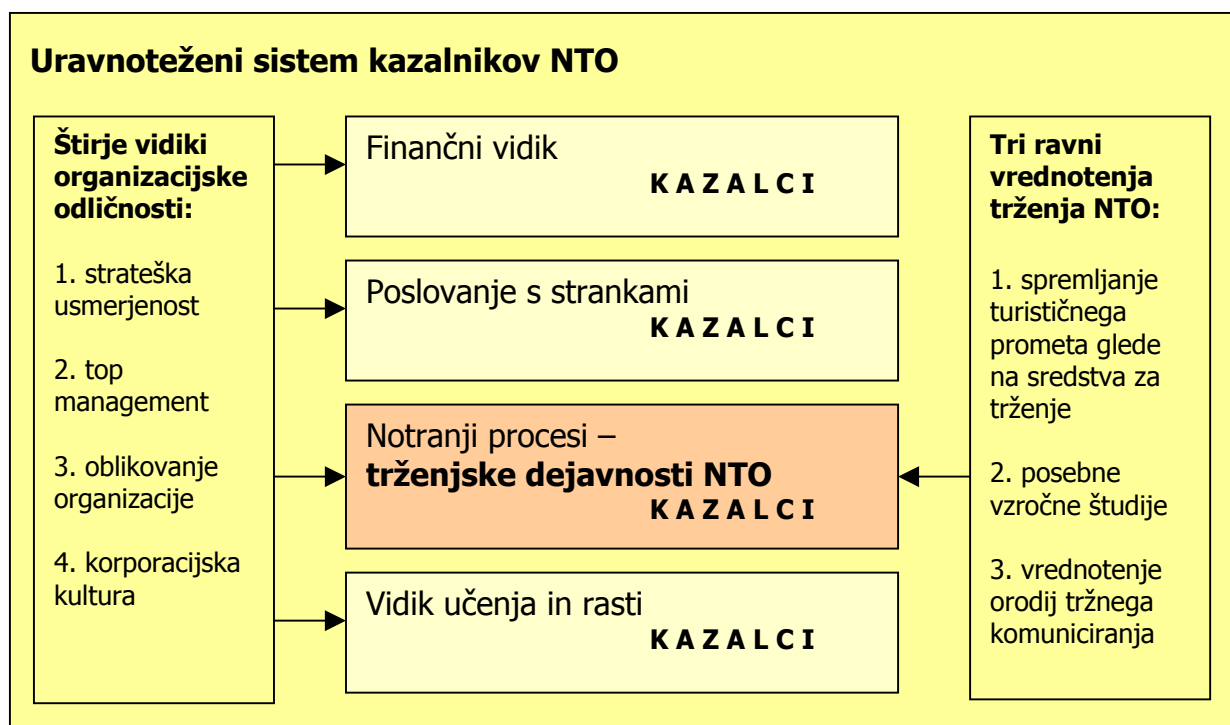 Uravnoteženi sistem kazalnikov NTO
Štirje vidiki
organizacijske
odličnosti:
1. strateška
usmerjenost
2. top
management
3. oblikovanje
organizacije
4. korporacijska
kultura
Finančni vidik
K A Z A L C I
Poslovanje s strankami
K A Z A L C I
Notranji procesi –
trženjske dejavnosti NTO
K A Z A L C I
Vidik učenja in rasti
K A Z A L C I
Tri ravni
vrednotenja
trženja NTO:
1. spremljanje
turističnega
prometa glede
na sredstva za
trženje
2. posebne
vzročne študije
3. vrednotenje
orodij tržnega
komuniciranja